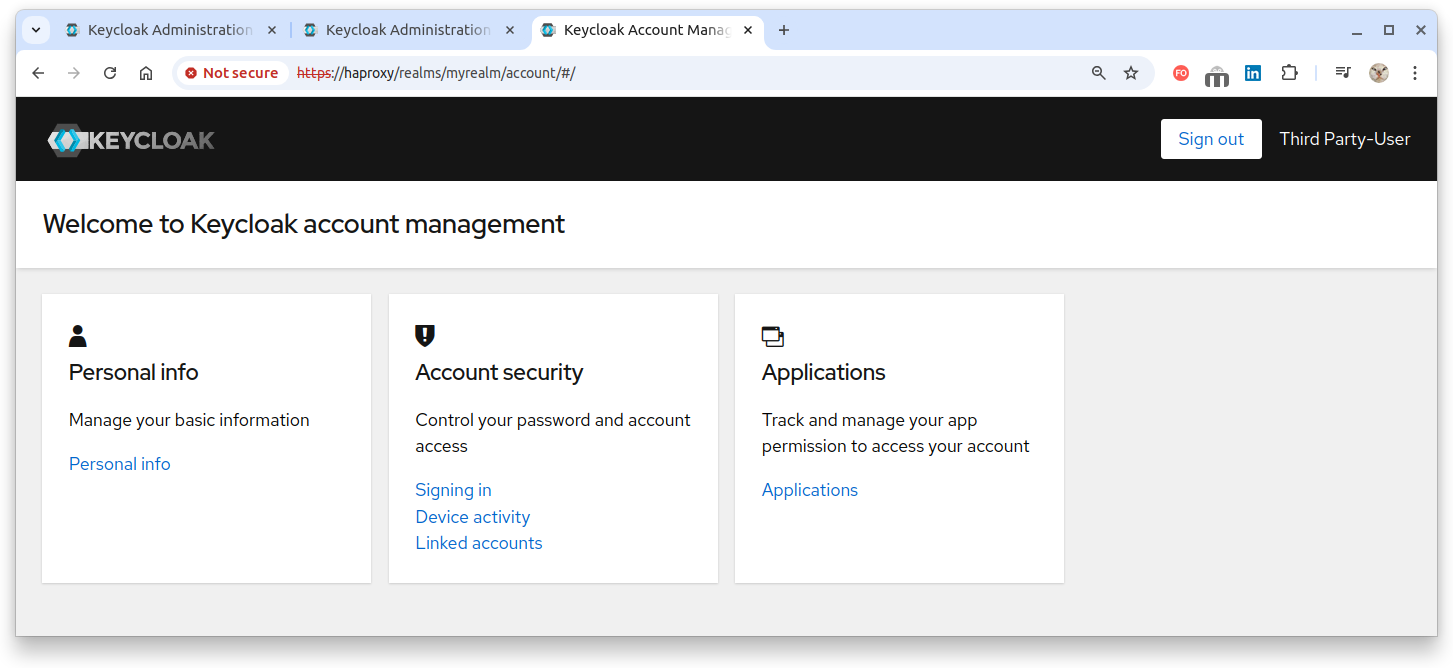 Keycloak Administration
Keycloak Administration
Keycloak Account Manag
Not secure
https://haproxy/realms/myrealm/account/#/
FO
in
KEYCLOAK
Sign out
Third Party-User
Welcome to Keycloak account management
Personal info
Manage your basic information
Personal info
Account security
Control your password and account
access
Signing in
Device activity
Linked accounts
Applications
Track and manage your app
permission to access your account
Applications